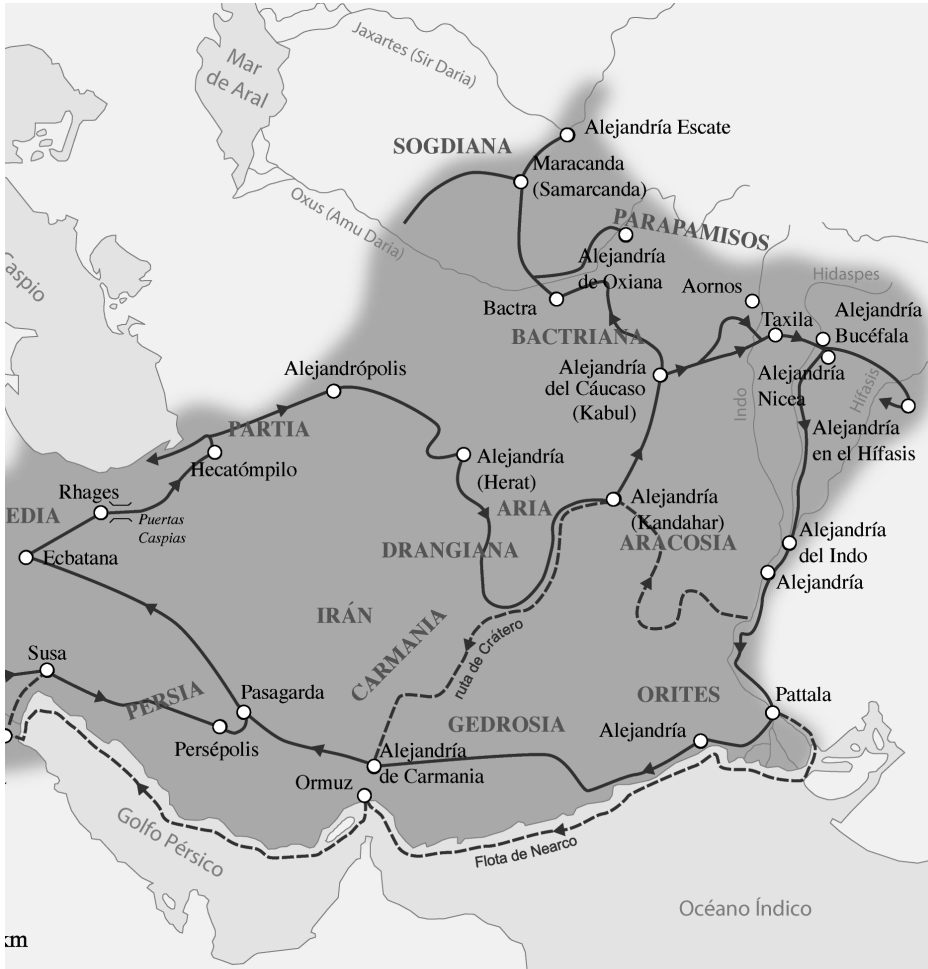 Jaxartes (Sir Daria)
Mar
de Aral
Alejandría Escate
SOGDIANA
Maracanda
(Samarcanda)
Oxus (Amu Daria)
PARAPAMISOS
Alejandría
de Oxiana
Caspio
Hidaspes
Aornos
Bactra
Alejandría
Bucéfala
Taxila
BACTRIANA
Alejandría
del Cáucaso
(Kabul)
Alejandría
Nicea
Alejandrópolis
Indo
Hífasis
Alejandría
en el Hífasis
PARTIA
Hecatómpilo
Alejandría
(Herat)
Rhages
Puertas
Caspias
EDIA
ARIA
Alejandría
(Kandahar)
ARACOSIA
DRANGIANA
Ecbatana
Alejandría
del Indo
Alejandría
IRÁN
CARMANIA
ruta de Crátero
Susa
PERSIA
Pasagarda
ORITES
Pattala
Persépolis
GEDROSIA
Alejandría
Alejandría
de Carmania
Ormuz
Golfo Pérsico
Flota de Nearco
Océano Índico
km